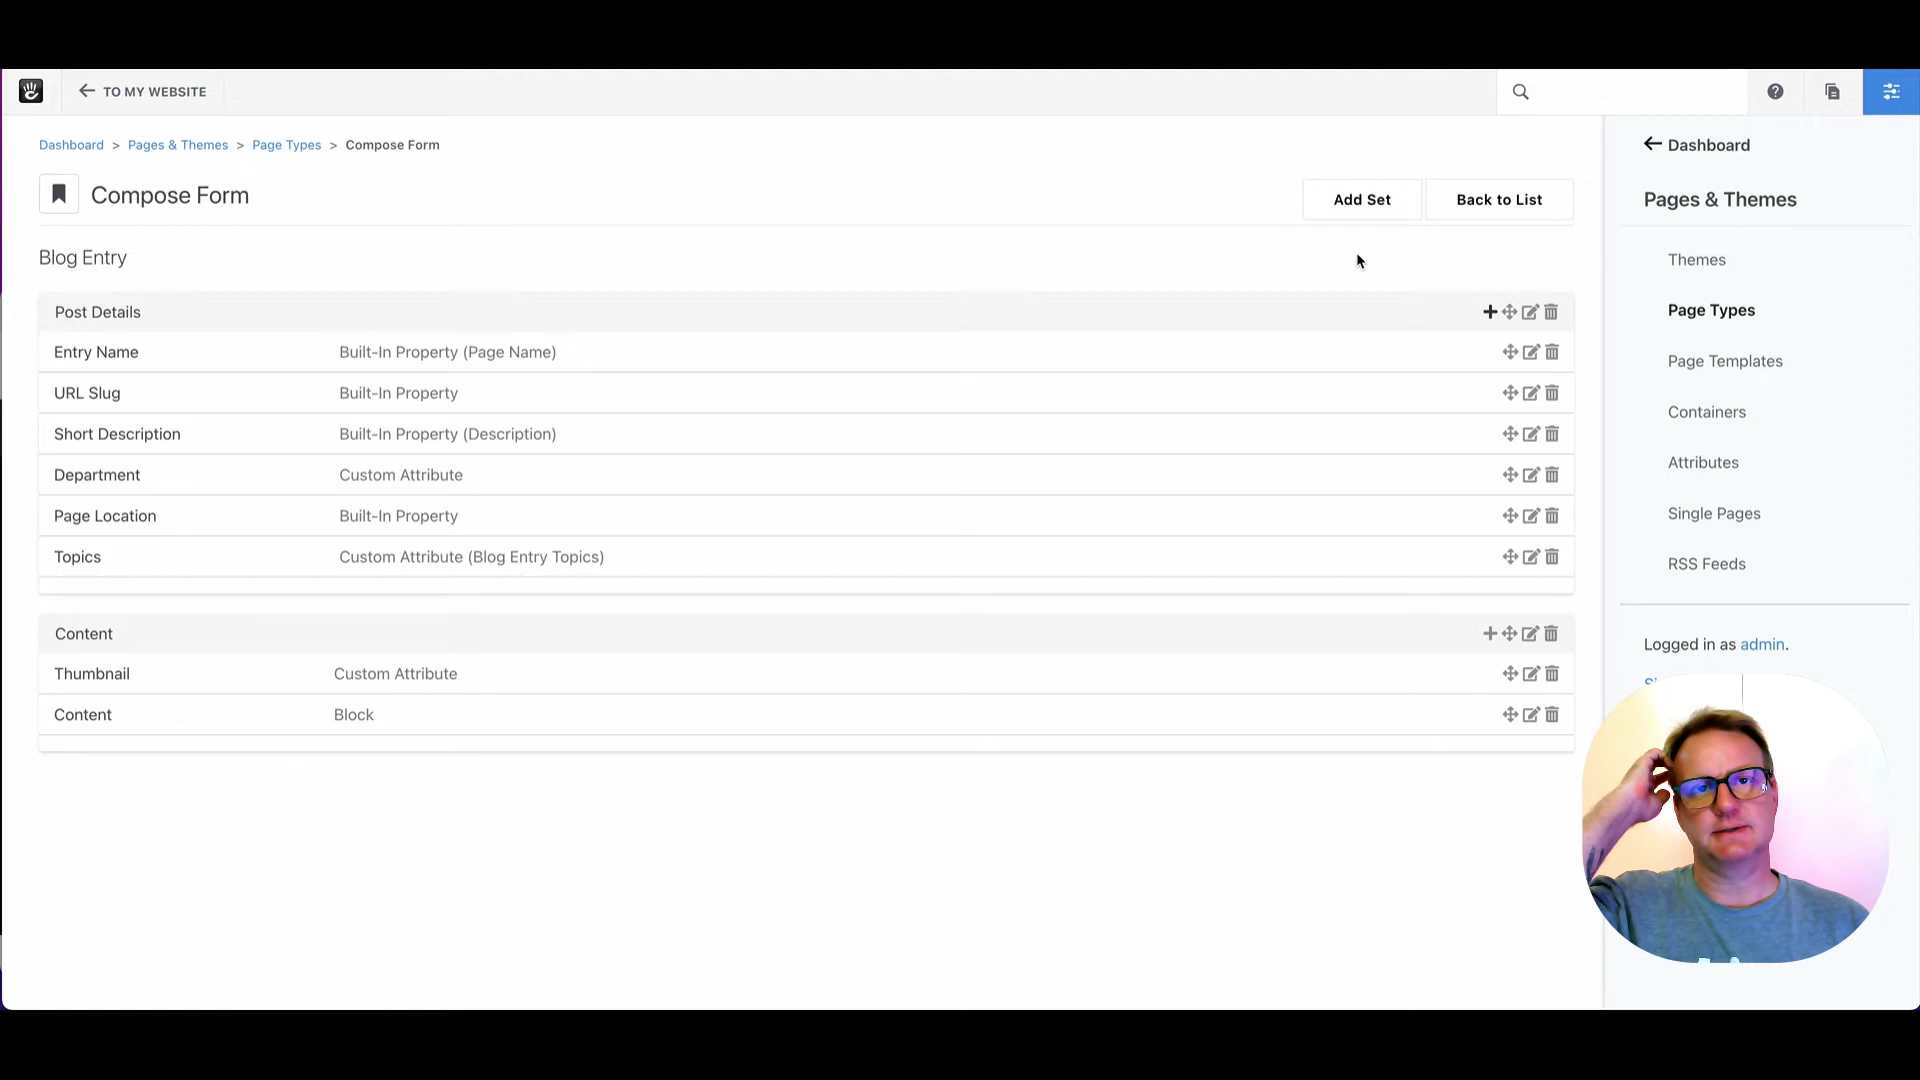 TO MY WEBSITE
Dashboard > Pages & Themes > Page Types > Compose Form
Compose Form
Add Set
Back to List
Blog Entry
Post Details
Entry Name Built-In Property (Page Name)
URL Slug Built-In Property
Short Description Built-In Property (Description)
Department Custom Attribute
Page Location Built-In Property
Topics Custom Attribute (Blog Entry Topics)
Content
Thumbnail Custom Attribute
Content Block
Dashboard
Pages & Themes
Themes
Page Types
Page Templates
Containers
Attributes
Single Pages
RSS Feeds
Logged in as admin.